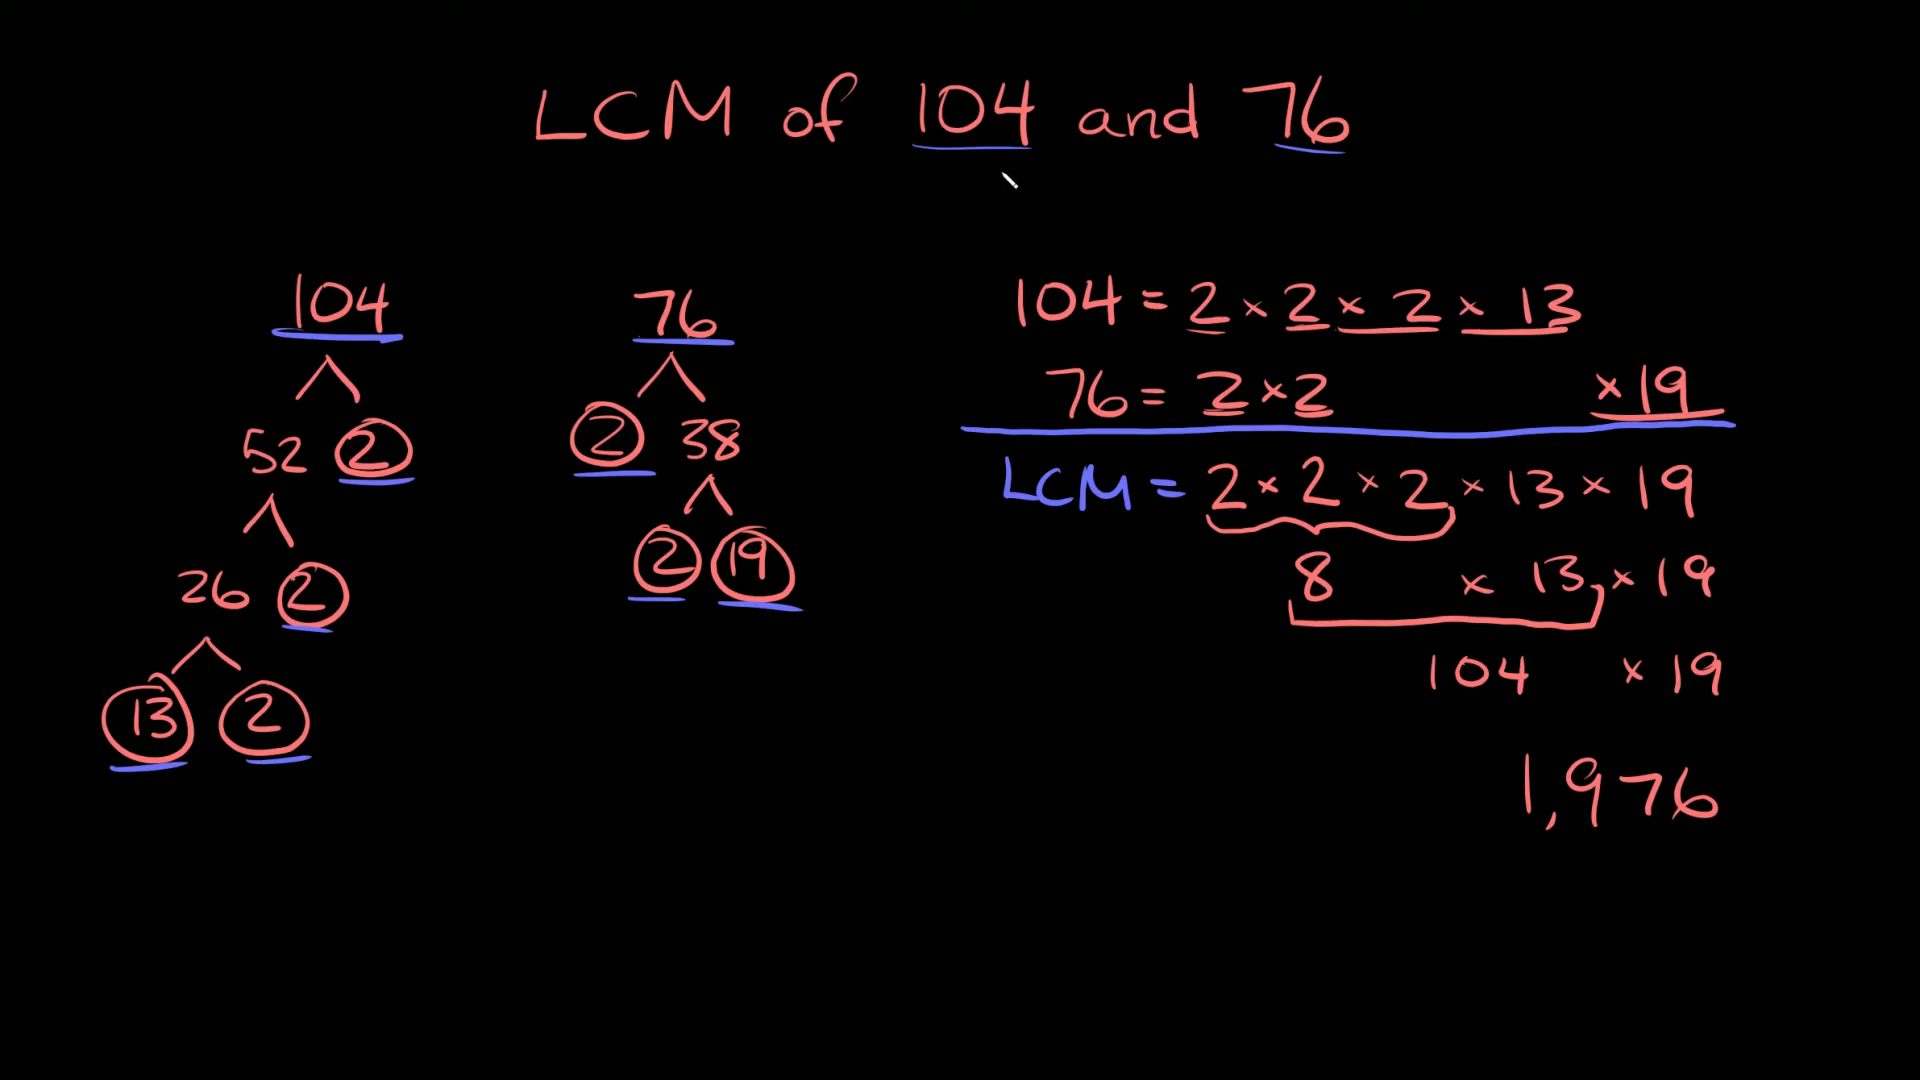 LCM of 104 and 76
104
52 2
26 2
13 2
76
2 38
2 19
104 = 2 × 2 × 2 × 13
76 = 2 × 2 × 19
LCM = 2 × 2 × 2 × 13 × 19
8 × 13 × 19
104 × 19
1,976